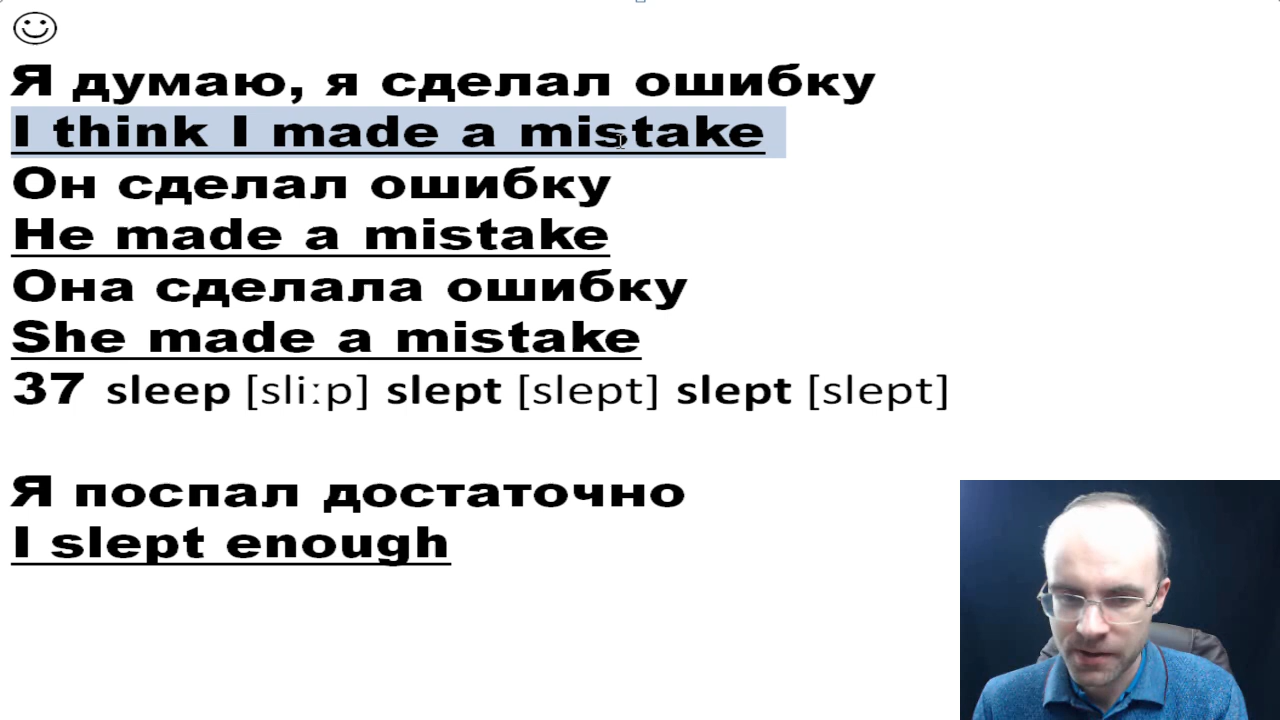 Я думаю, я сделал ошибку
I think I made a mistake
Он сделал ошибку
He made a mistake
Она сделала ошибку
She made a mistake
37 sleep [sliːp] slept [slept] slept [slept]
Я поспал достаточно
I slept enough